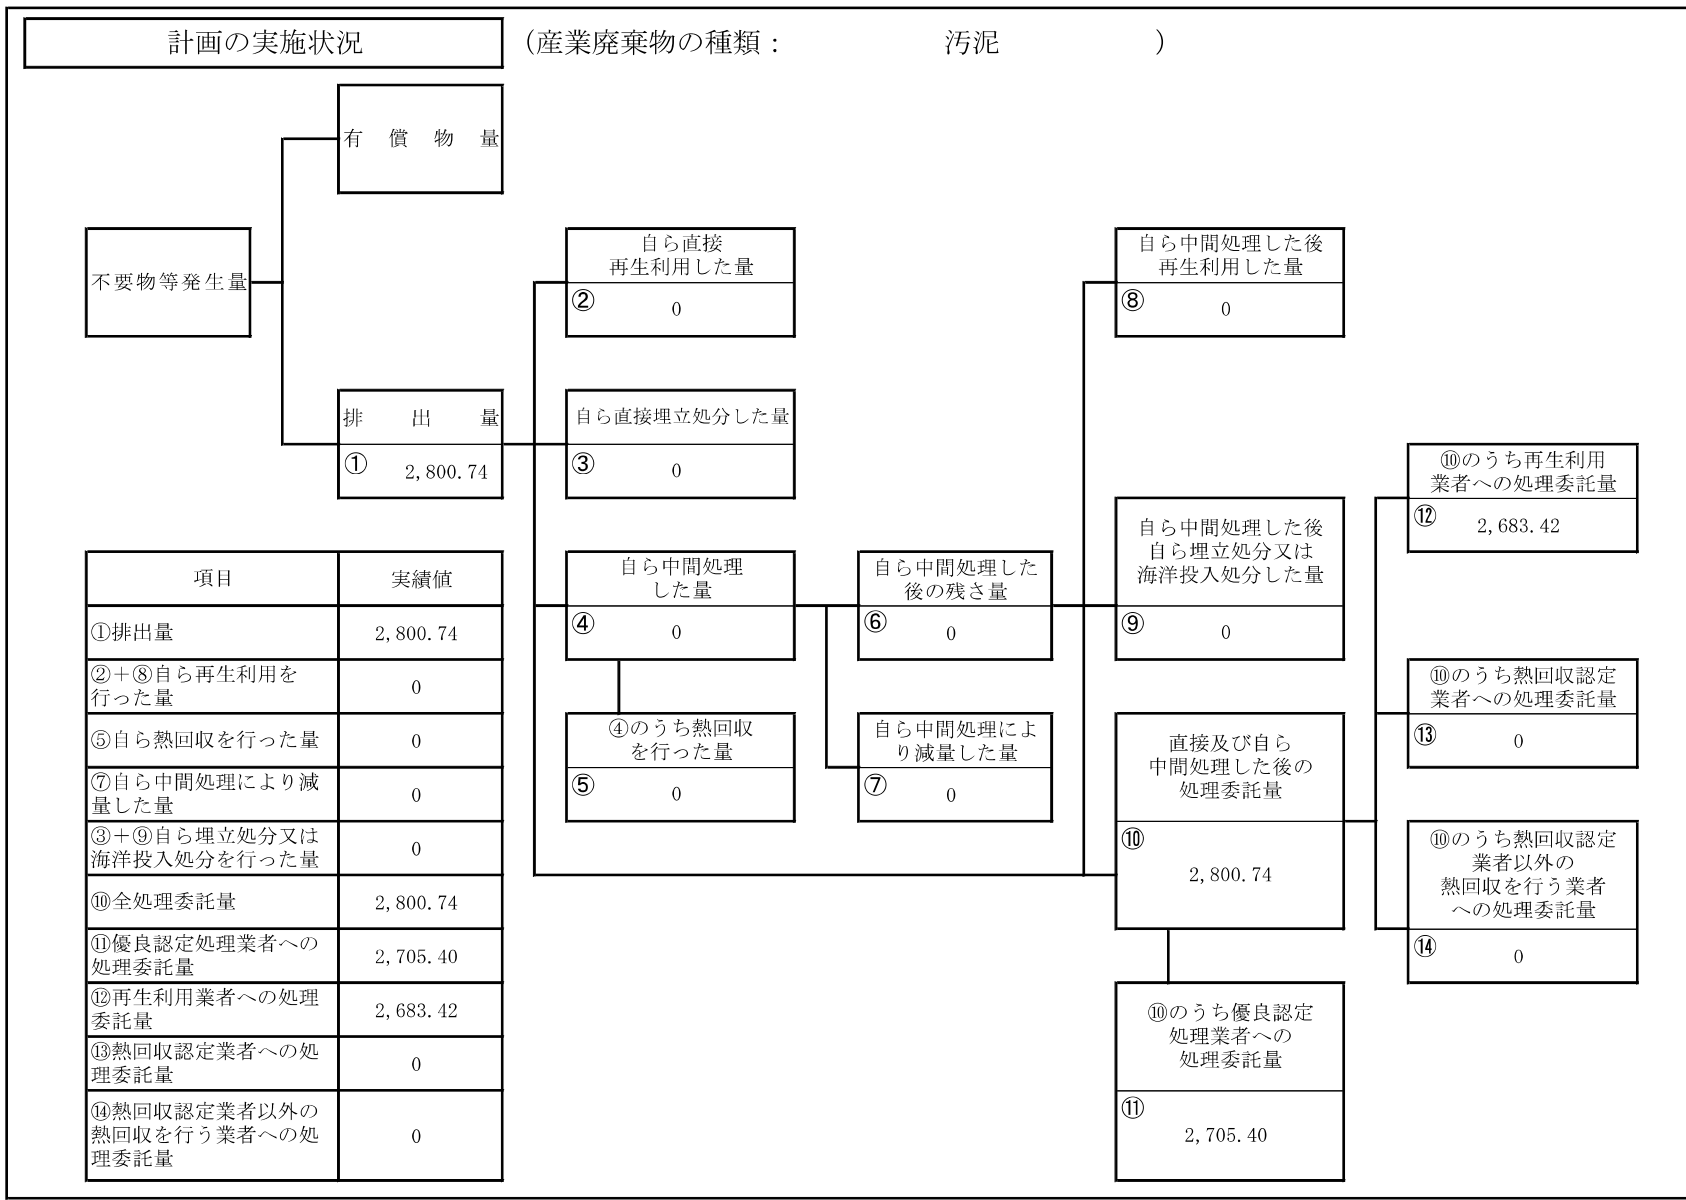 計画の実施状況 （産業廃棄物の種類： 汚泥 ）
有償物量
不要物等発生量
自ら直接
再生利用した量
② 0
自ら中間処理した後
再生利用した量
⑧ 0
排出量
① 2,800.74
自ら直接埋立処分した量
③ 0
⑩のうち再生利用
業者への処理委託量
⑫ 2,683.42
自ら中間処理した後
自ら埋立処分又は
海洋投入処分した量
⑨ 0
自ら中間処理
した量
④ 0
自ら中間処理した
後の残さ量
⑥ 0
⑩のうち熱回収認定
業者への処理委託量
⑬ 0
④のうち熱回収
を行った量
⑤ 0
自ら中間処理によ
り減量した量
⑦ 0
直接及び自ら
中間処理した後の
処理委託量
⑩
2,800.74
⑩のうち熱回収認定
業者以外の
熱回収を行う業者
への処理委託量
⑭ 0
⑩のうち優良認定
処理業者への
処理委託量
⑪
2,705.40
項目 実績値
①排出量 2,800.74
②＋⑧自ら再生利用を
行った量 0
⑤自ら熱回収を行った量 0
⑦自ら中間処理により減
量した量 0
③＋⑨自ら埋立処分又は
海洋投入処分を行った量 0
⑩全処理委託量 2,800.74
⑪優良認定処理業者への
処理委託量 2,705.40
⑫再生利用業者への処理
委託量 2,683.42
⑬熱回収認定業者への処
理委託量 0
⑭熱回収認定業者以外の
熱回収を行う業者への処
理委託量 0